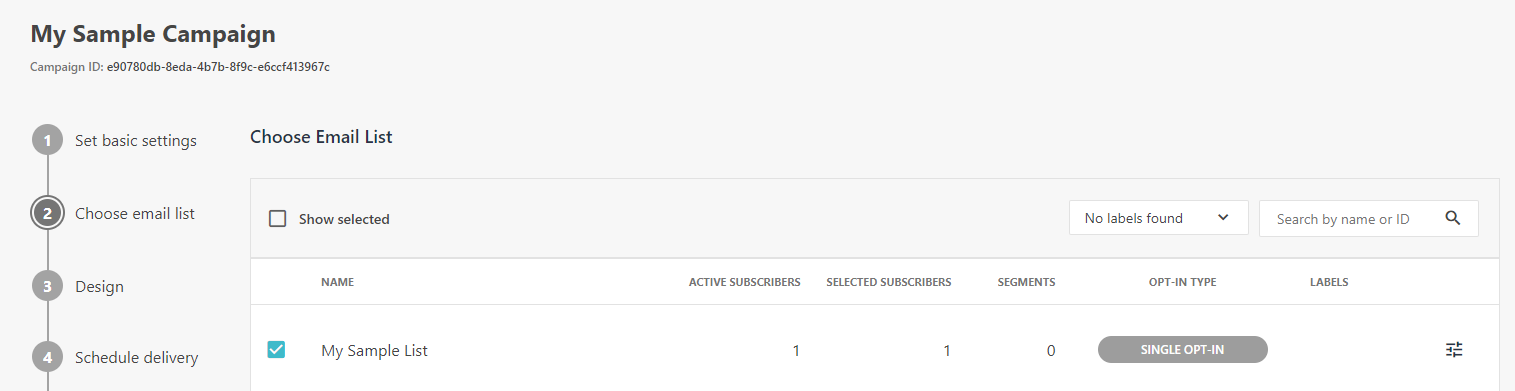 My Sample Campaign
Campaign ID: e90780db-8eda-4b7b-8f9c-e6ccf413967c
1 Set basic settings
2 Choose email list
3 Design
4 Schedule delivery
Choose Email List
Show selected
No labels found
Search by name or ID
NAME ACTIVE SUBSCRIBERS SELECTED SUBSCRIBERS SEGMENTS OPT-IN TYPE LABELS
My Sample List 1 1 0 SINGLE OPT-IN